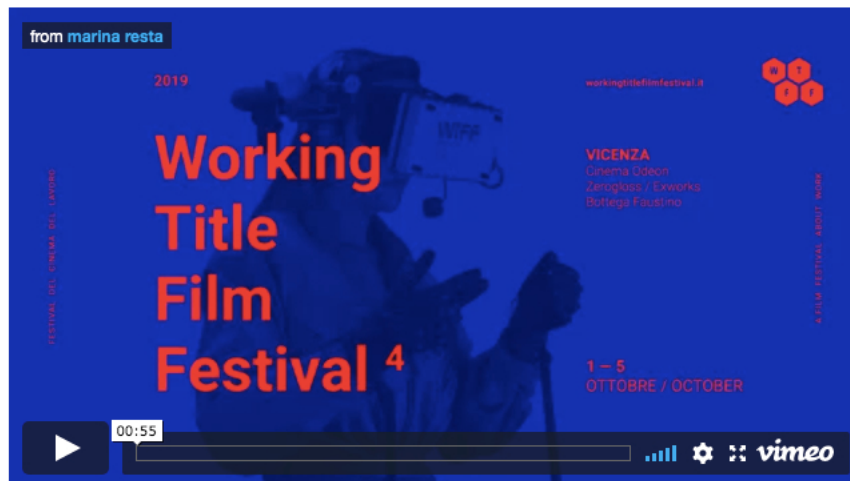 from marina resta
2019
workingtitlefilmfestival.it
W T
F F
Working
Title
Film
Festival 4
WTFF
VICENZA
Cinema Odeon
Zerogloss / Exworks
Bottega Faustino
FESTIVAL DEL CINEMA DEL LAVORO
A FILM FESTIVAL ABOUT WORK
1 – 5
OTTOBRE / OCTOBER
00:55
vimeo